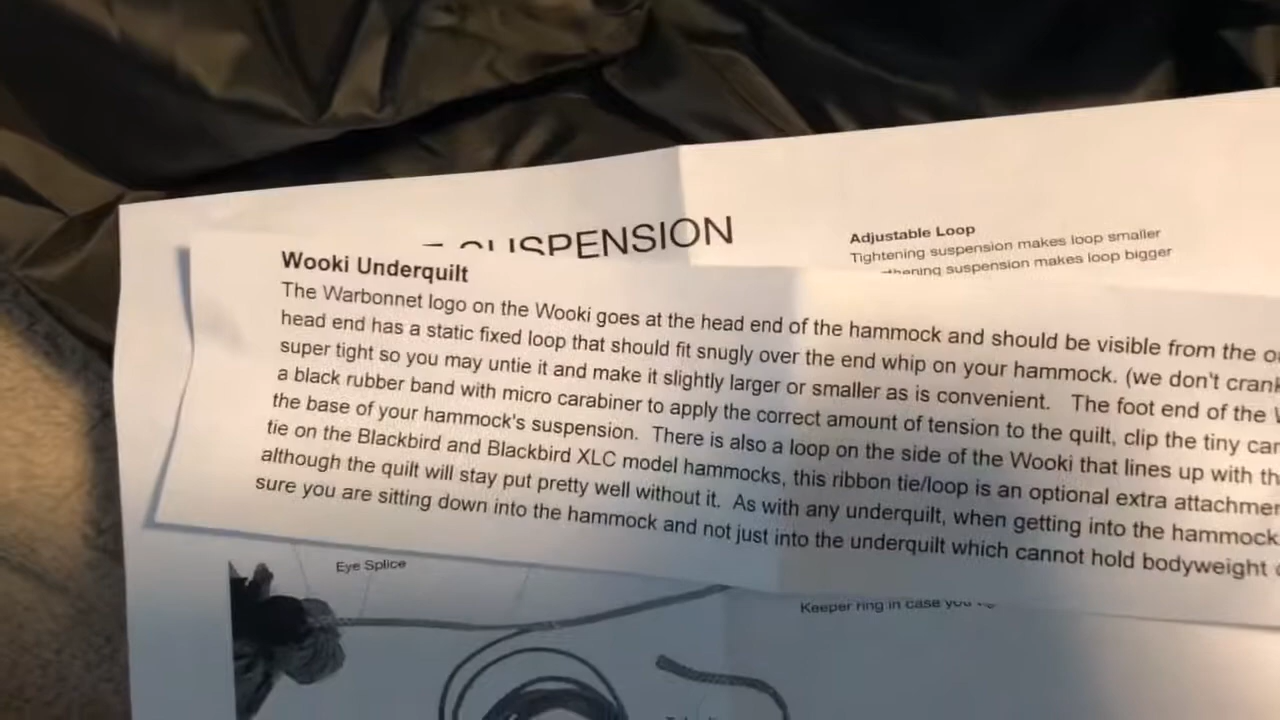 SUSPENSION
Adjustable Loop
Tightening suspension makes loop smaller
suspension makes loop bigger
Wooki Underquilt
The Warbonnet logo on the Wooki goes at the head end of the hammock and should be visible from the
head end has a static fixed loop that should fit snugly over the end whip on your hammock. (we don't crank
super tight so you may untie it and make it slightly larger or smaller as is convenient. The foot end of the
a black rubber band with micro carabiner to apply the correct amount of tension to the quilt, clip the tiny
the base of your hammock's suspension. There is also a loop on the side of the Wooki that lines up with
tie on the Blackbird and Blackbird XLC model hammocks, this ribbon tie/loop is an optional extra
although the quilt will stay put pretty well without it. As with any underquilt, when getting into the hammock
sure you are sitting down into the hammock and not just into the underquilt which cannot hold bodyweight
Eye Splice
Keeper ring in case you